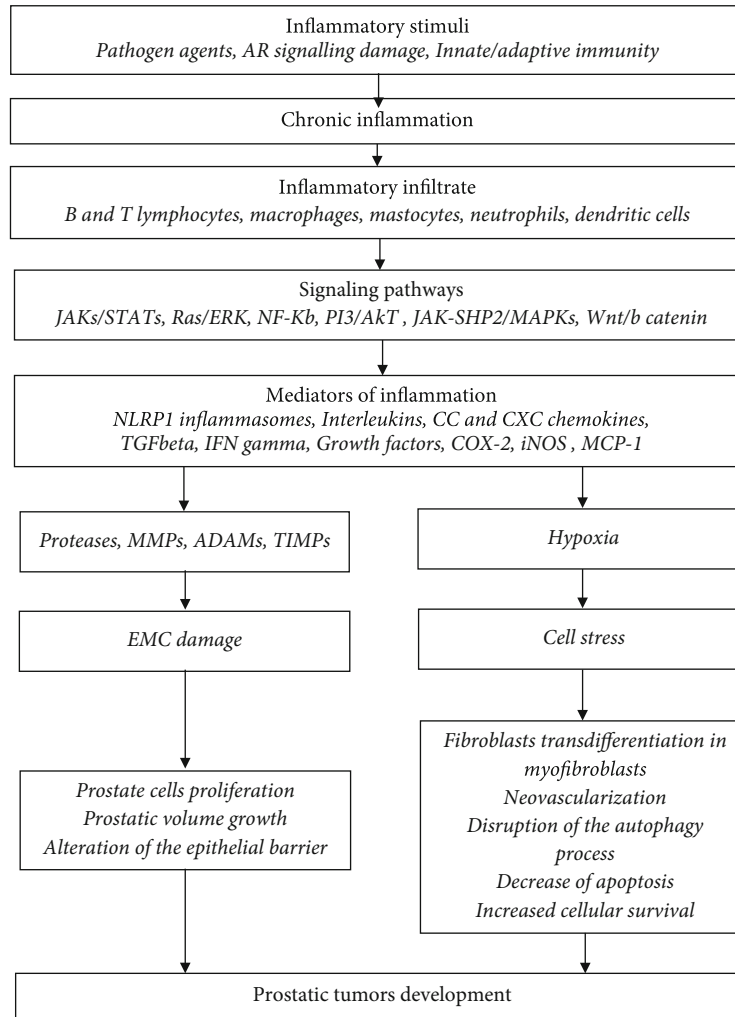 Inflammatory stimuli
Pathogen agents, AR signalling damage, Innate/adaptive immunity
Chronic inflammation
Inflammatory infiltrate
B and T lymphocytes, macrophages, mastocytes, neutrophils, dendritic cells
Signaling pathways
JAKs/STATs, Ras/ERK, NF-Kb, PI3/AkT , JAK-SHP2/MAPKs, Wnt/b catenin
Mediators of inflammation
NLRP1 inflammasomes, Interleukins, CC and CXC chemokines,
TGFbeta, IFN gamma, Growth factors, COX-2, iNOS , MCP-1
Proteases, MMPs, ADAMs, TIMPs
EMC damage
Prostate cells proliferation
Prostatic volume growth
Alteration of the epithelial barrier
Hypoxia
Cell stress
Fibroblasts transdifferentiation in
myofibroblasts
Neovascularization
Disruption of the autophagy
process
Decrease of apoptosis
Increased cellular survival
Prostatic tumors development